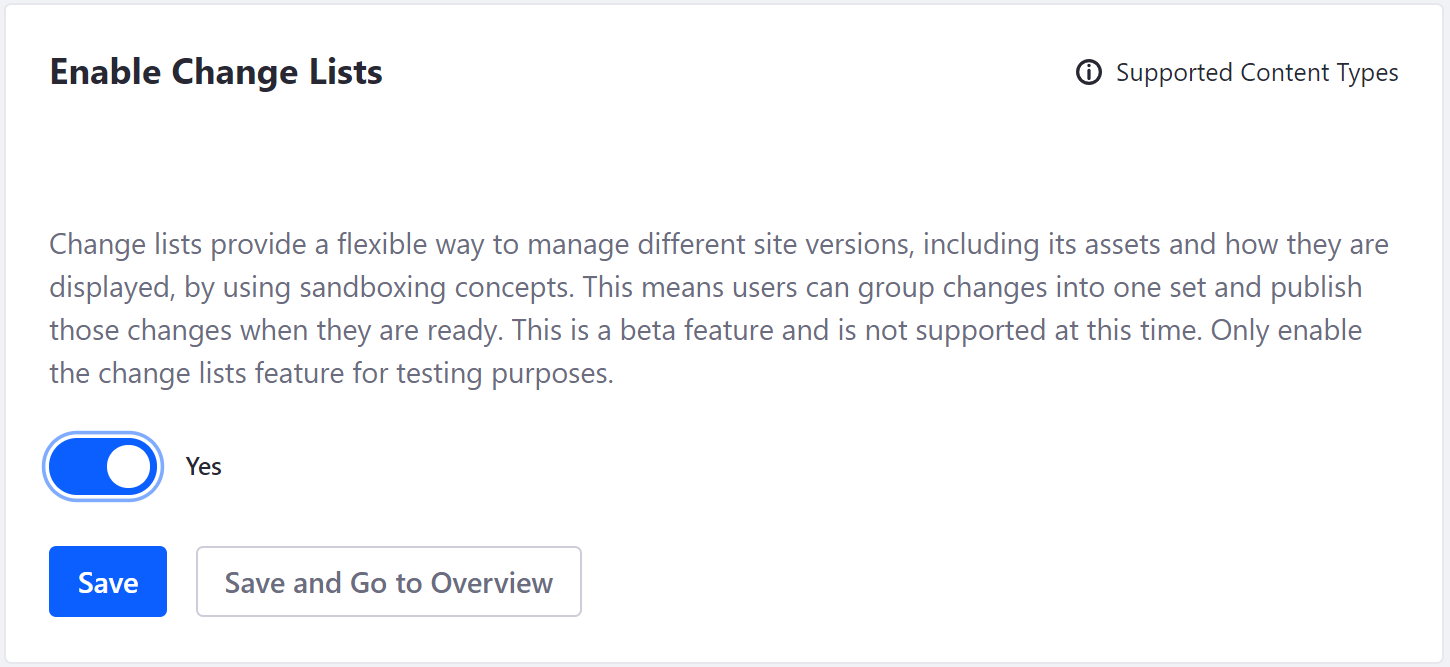 Enable Change Lists
Supported Content Types
Change lists provide a flexible way to manage different site versions, including its assets and how they are
displayed, by using sandboxing concepts. This means users can group changes into one set and publish
those changes when they are ready. This is a beta feature and is not supported at this time. Only enable
the change lists feature for testing purposes.
Yes
Save
Save and Go to Overview